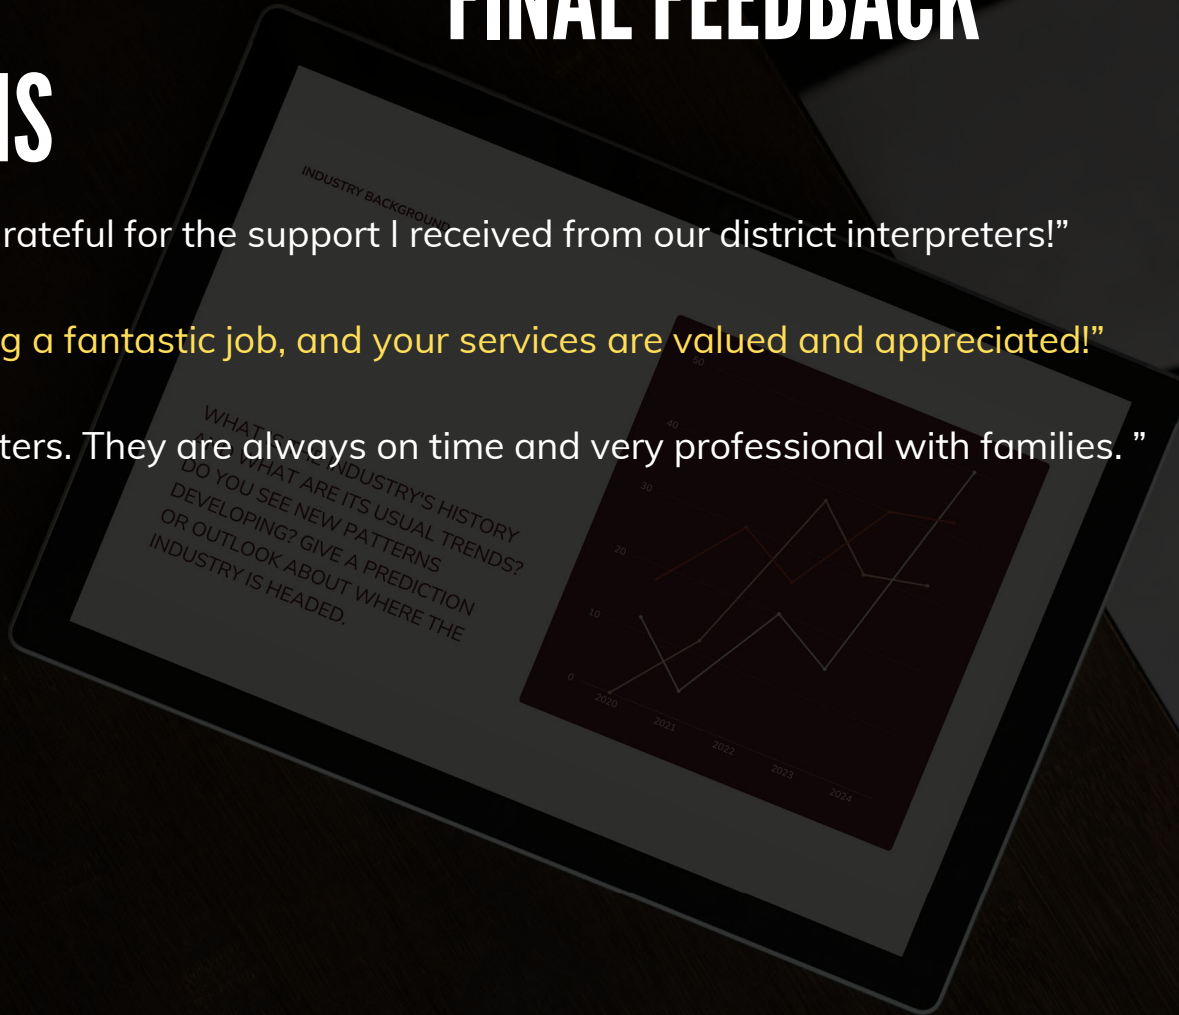 FINAL FEEDBACK
NS
rateful for the support I received from our district interpreters!”
g a fantastic job, and your services are valued and appreciated!”
ters. They are always on time and very professional with families. ”
INDUSTRY BACKGROUND
WHAT IS THE INDUSTRY'S HISTORY
AND WHAT ARE ITS USUAL TRENDS?
DO YOU SEE NEW PATTERNS
DEVELOPING? GIVE A PREDICTION
OR OUTLOOK ABOUT WHERE THE
INDUSTRY IS HEADED.
50
40
30
20
10
0
2020
2021
2022
2023
2024